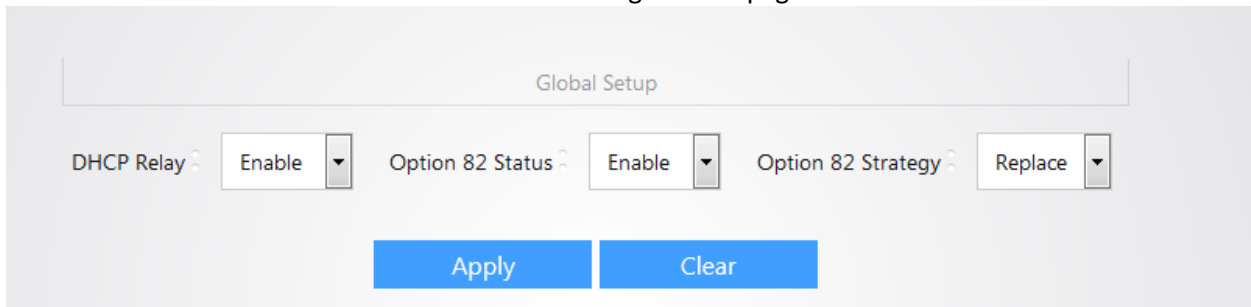 Global Setup
DHCP Relay : Enable Option 82 Status : Enable Option 82 Strategy : Replace
Apply Clear